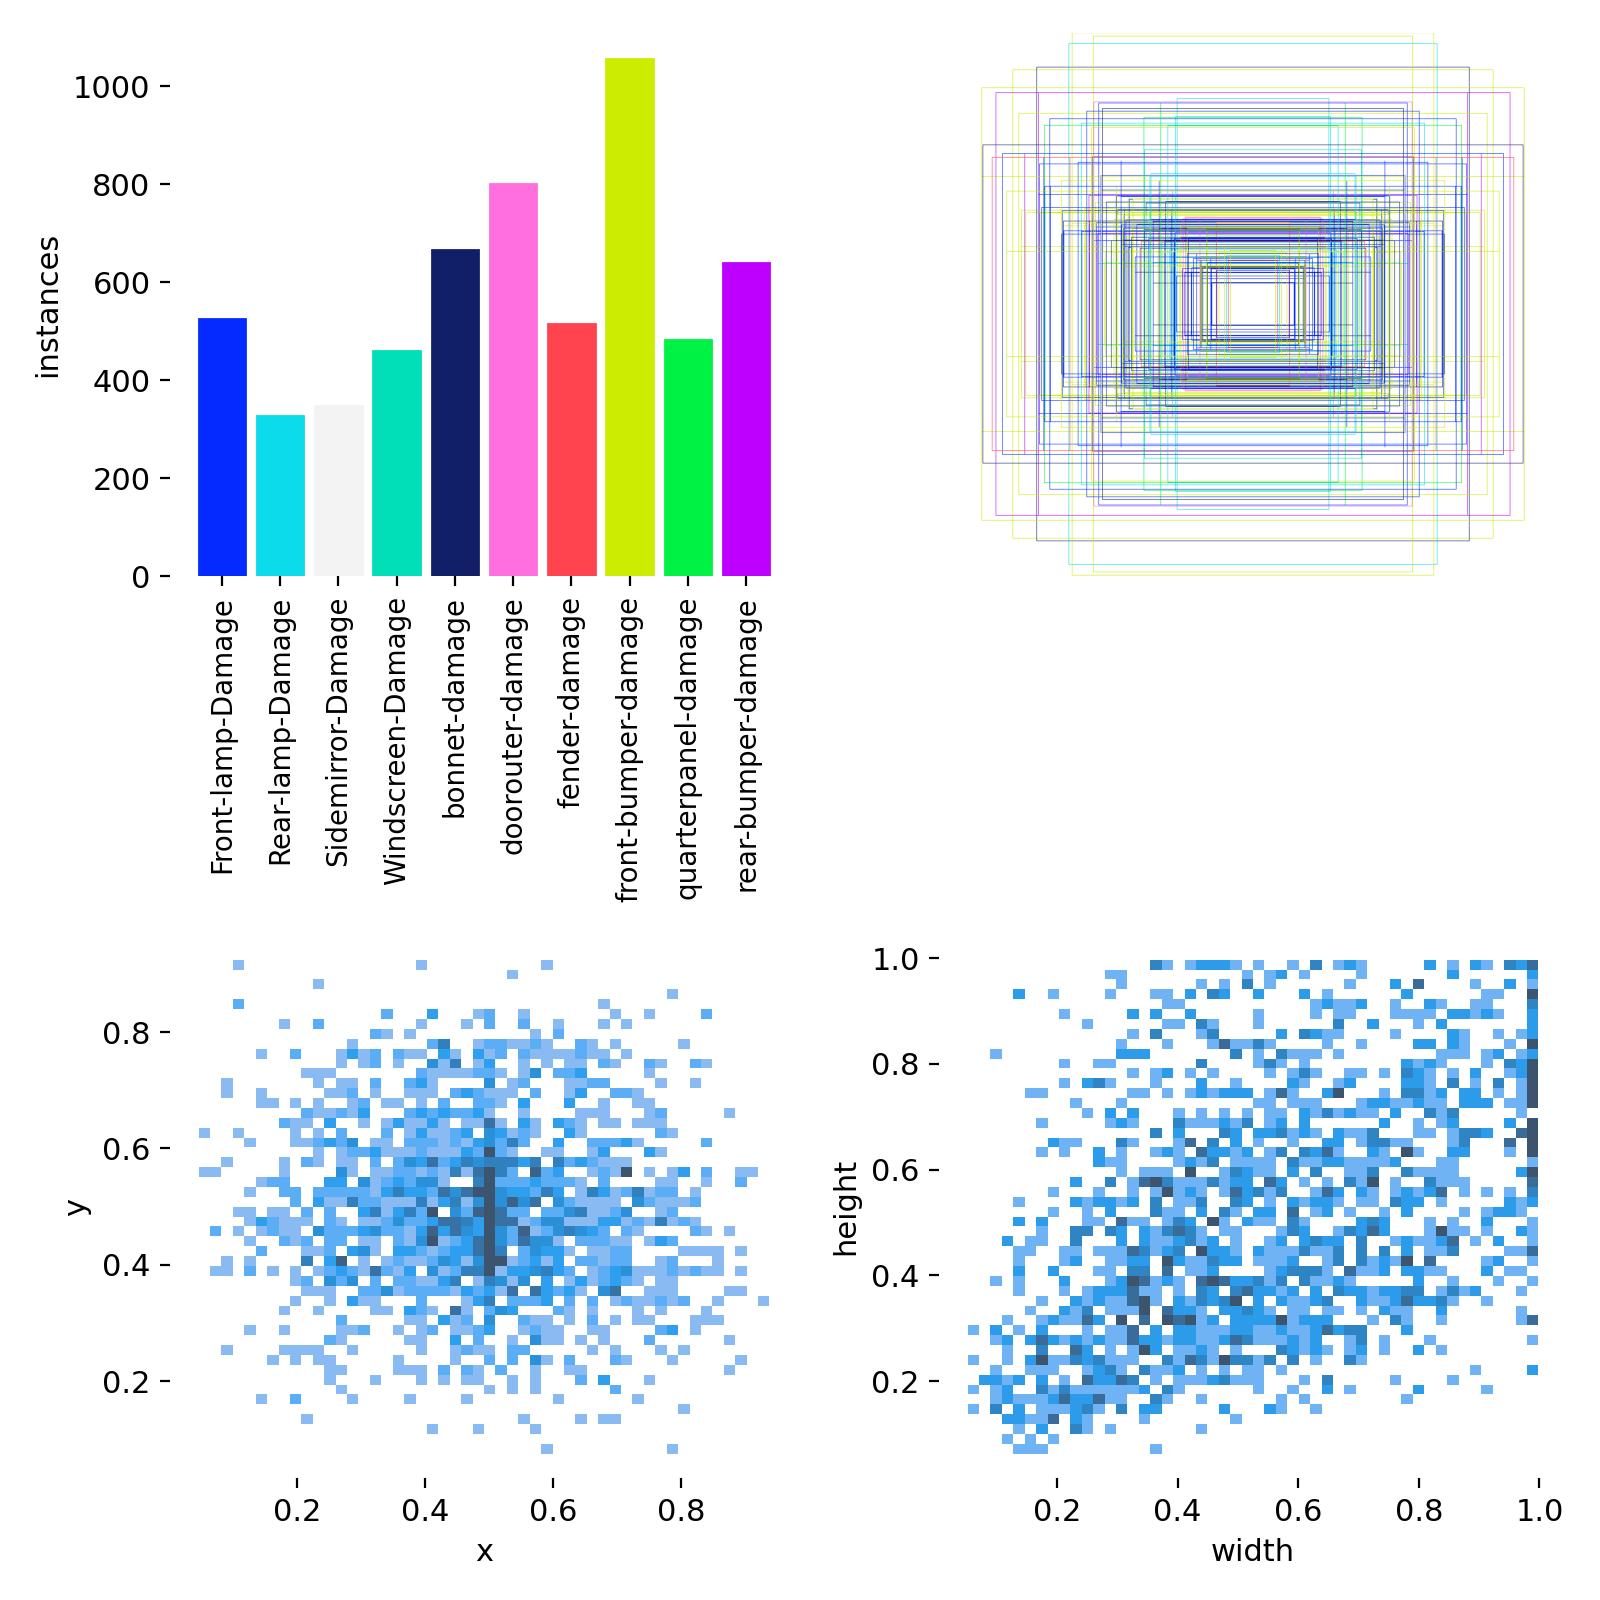 1000
800
600
400
200
0
instances
Front-lamp-Damage
Rear-lamp-Damage
Sidemirror-Damage
Windscreen-Damage
bonnet-damage
doorouter-damage
fender-damage
front-bumper-damage
quarterpanel-damage
rear-bumper-damage
0.8
0.6
0.4
0.2
y
0.2 0.4 0.6 0.8
x
1.0
0.8
0.6
0.4
0.2
height
0.2 0.4 0.6 0.8 1.0
width